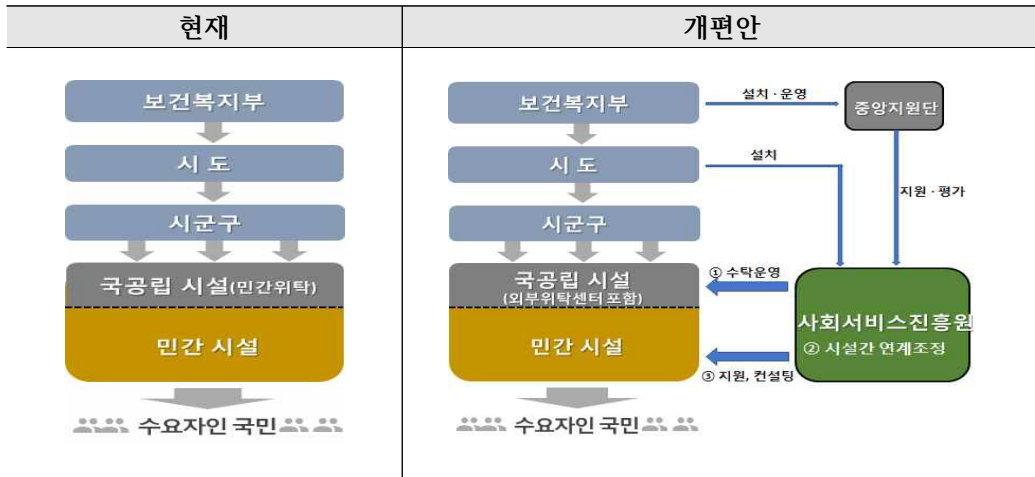 현재
개편안
보건복지부
시 도
시군구
국공립 시설(민간위탁)
민간 시설
수요자인 국민
보건복지부
설치 · 운영
중앙지원단
시 도
설치
지원 · 평가
시군구
국공립 시설
(외부위탁센터 포함)
① 수탁운영
사회서비스진흥원
② 시설간 연계조정
민간 시설
③ 지원, 컨설팅
수요자인 국민